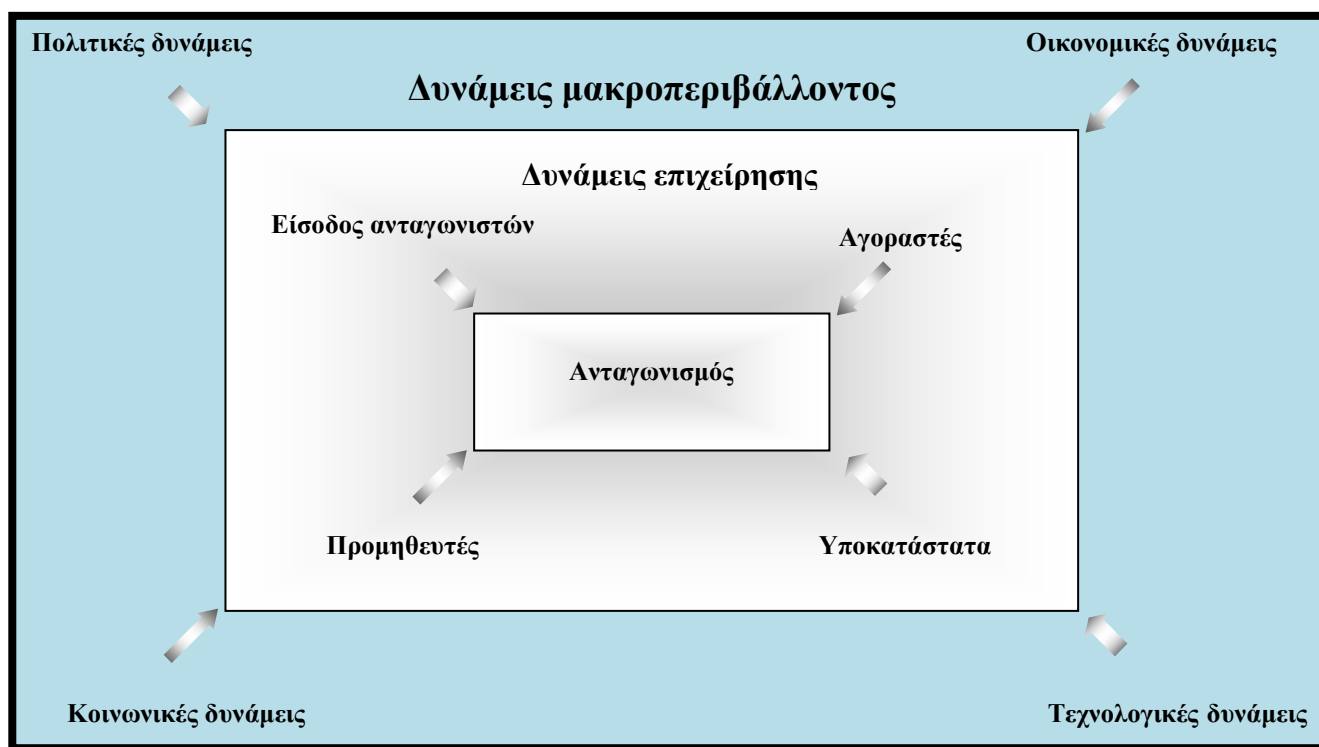 Πολιτικές δυνάμεις
Οικονομικές δυνάμεις
Δυνάμεις μακροπεριβάλλοντος
Δυνάμεις επιχείρησης
Είσοδος ανταγωνιστών
Αγοραστές
Ανταγωνισμός
Προμηθευτές
Υποκατάστατα
Κοινωνικές δυνάμεις
Τεχνολογικές δυνάμεις